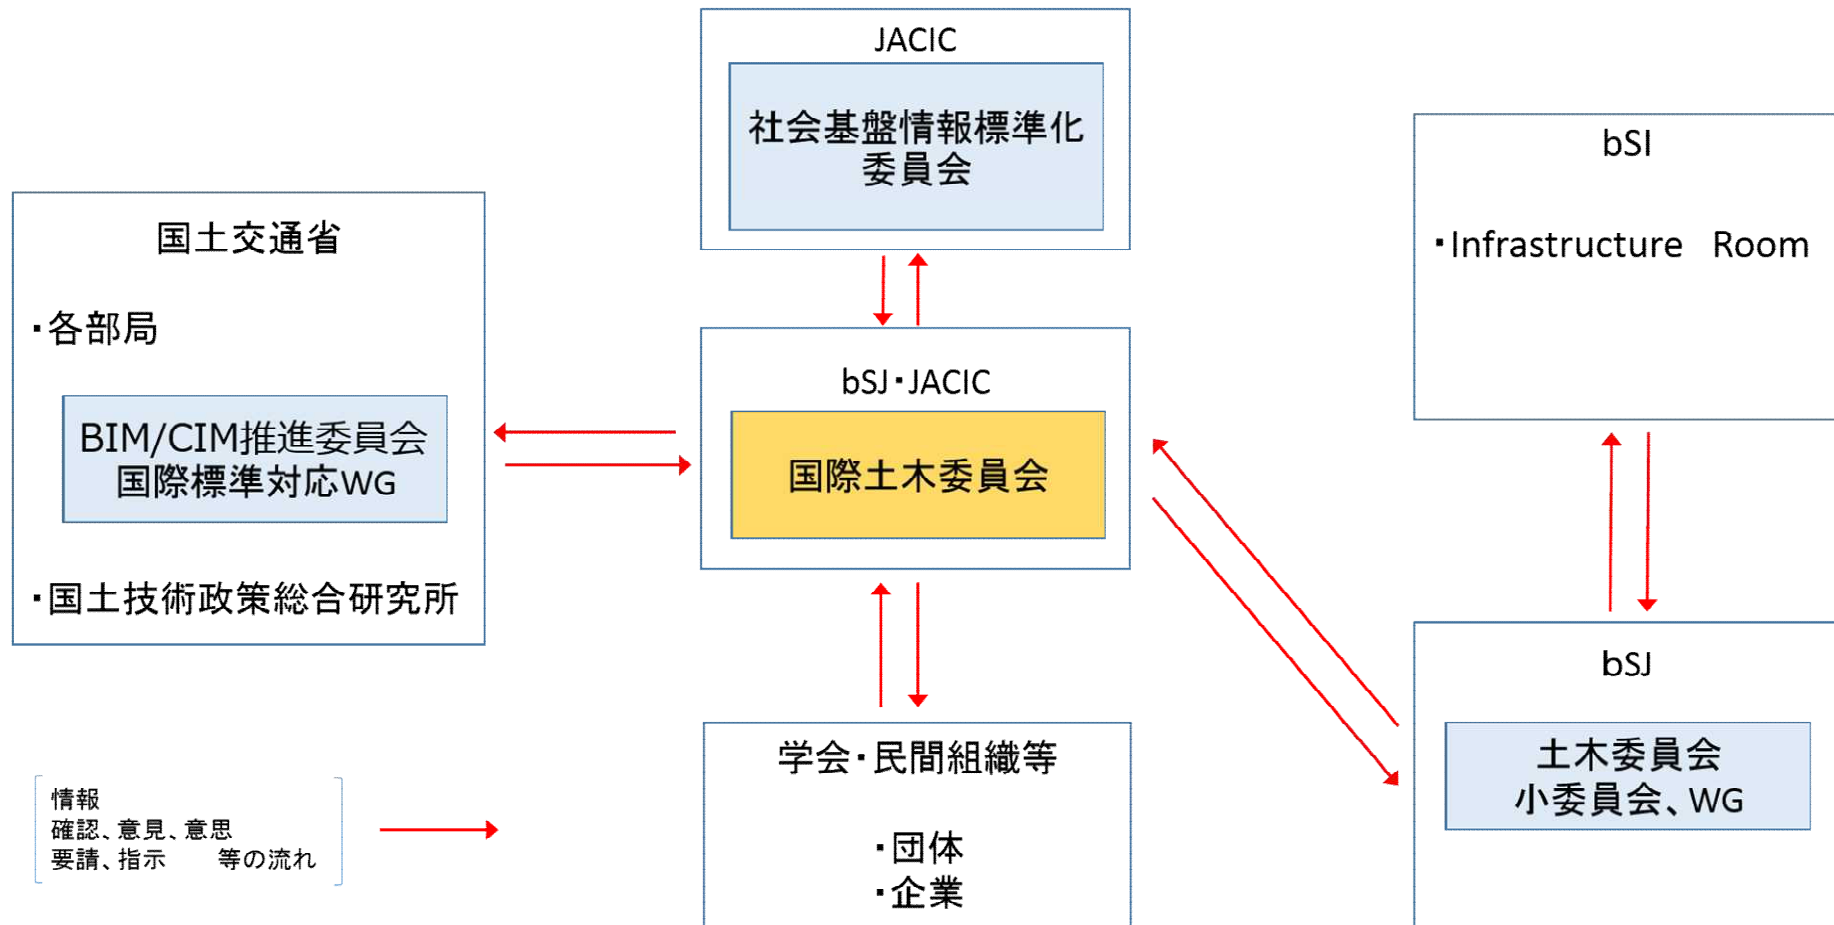 JACIC
社会基盤情報標準化
委員会
国土交通省
・各部局
BIM/CIM推進委員会
国際標準対応WG
・国土技術政策総合研究所
bSJ・JACIC
国際土木委員会
bSI
・Infrastructure Room
学会・民間組織等
・団体
・企業
bSJ
土木委員会
小委員会、WG
情報
確認、意見、意思
要請、指示　　等の流れ